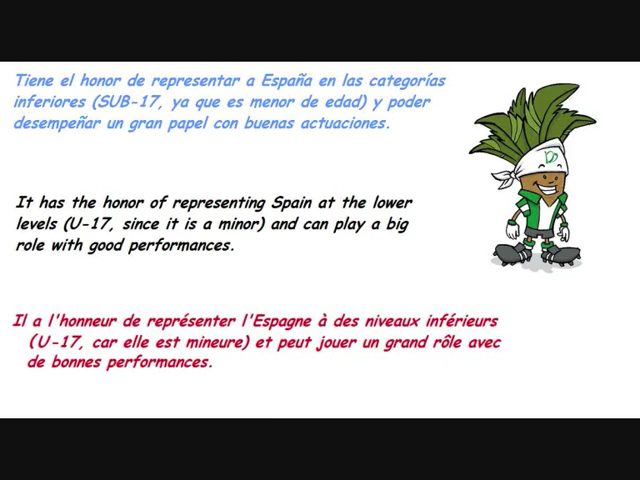 Tiene el honor de representar a España en las categorías
inferiores (SUB-17, ya que es menor de edad) y poder
desempeñar un gran papel con buenas actuaciones.
It has the honor of representing Spain at the lower
levels (U-17, since it is a minor) and can play a big
role with good performances.
Il a l'honneur de représenter l'Espagne à des niveaux inférieurs
(U-17, car elle est mineure) et peut jouer un grand rôle avec
de bonnes performances.